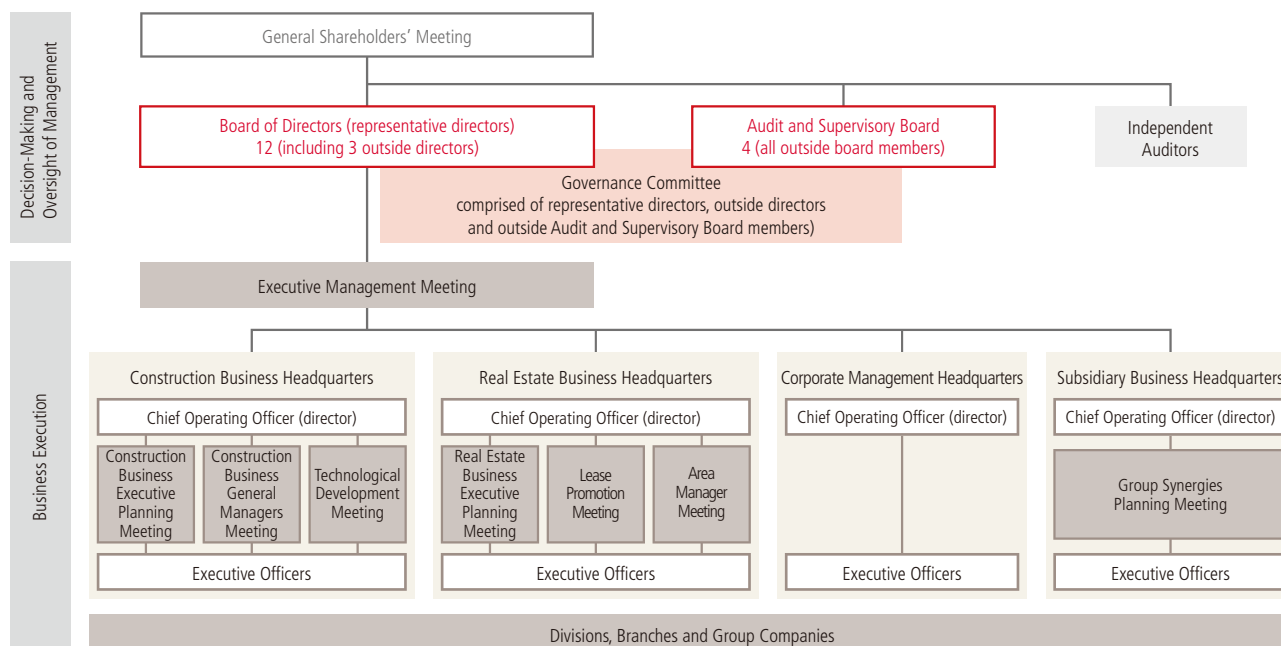 Decision-Making and
Oversight of Management
General Shareholders' Meeting
Board of Directors (representative directors)
12 (including 3 outside directors)
Audit and Supervisory Board
4 (all outside board members)
Independent
Auditors
Governance Committee
comprised of representative directors, outside directors
and outside Audit and Supervisory Board members)
Business Execution
Executive Management Meeting
Construction Business Headquarters
Chief Operating Officer (director)
Construction
Business
Executive
Planning
Meeting
Construction
Business
General
Managers
Meeting
Technological
Development
Meeting
Executive Officers
Real Estate Business Headquarters
Chief Operating Officer (director)
Real Estate
Business
Executive
Planning
Meeting
Lease
Promotion
Meeting
Area
Manager
Meeting
Executive Officers
Corporate Management Headquarters
Chief Operating Officer (director)
Executive Officers
Subsidiary Business Headquarters
Chief Operating Officer (director)
Group Synergies
Planning Meeting
Executive Officers
Divisions, Branches and Group Companies